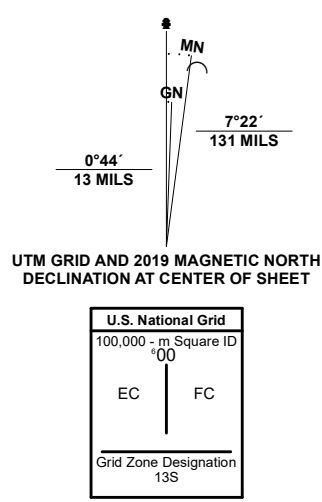 MN
GN
7°22´
131 MILS
0°44´
13 MILS
UTM GRID AND 2019 MAGNETIC NORTH
DECLINATION AT CENTER OF SHEET
U.S. National Grid
100,000 - m Square ID
⁶00
EC FC
Grid Zone Designation
13S